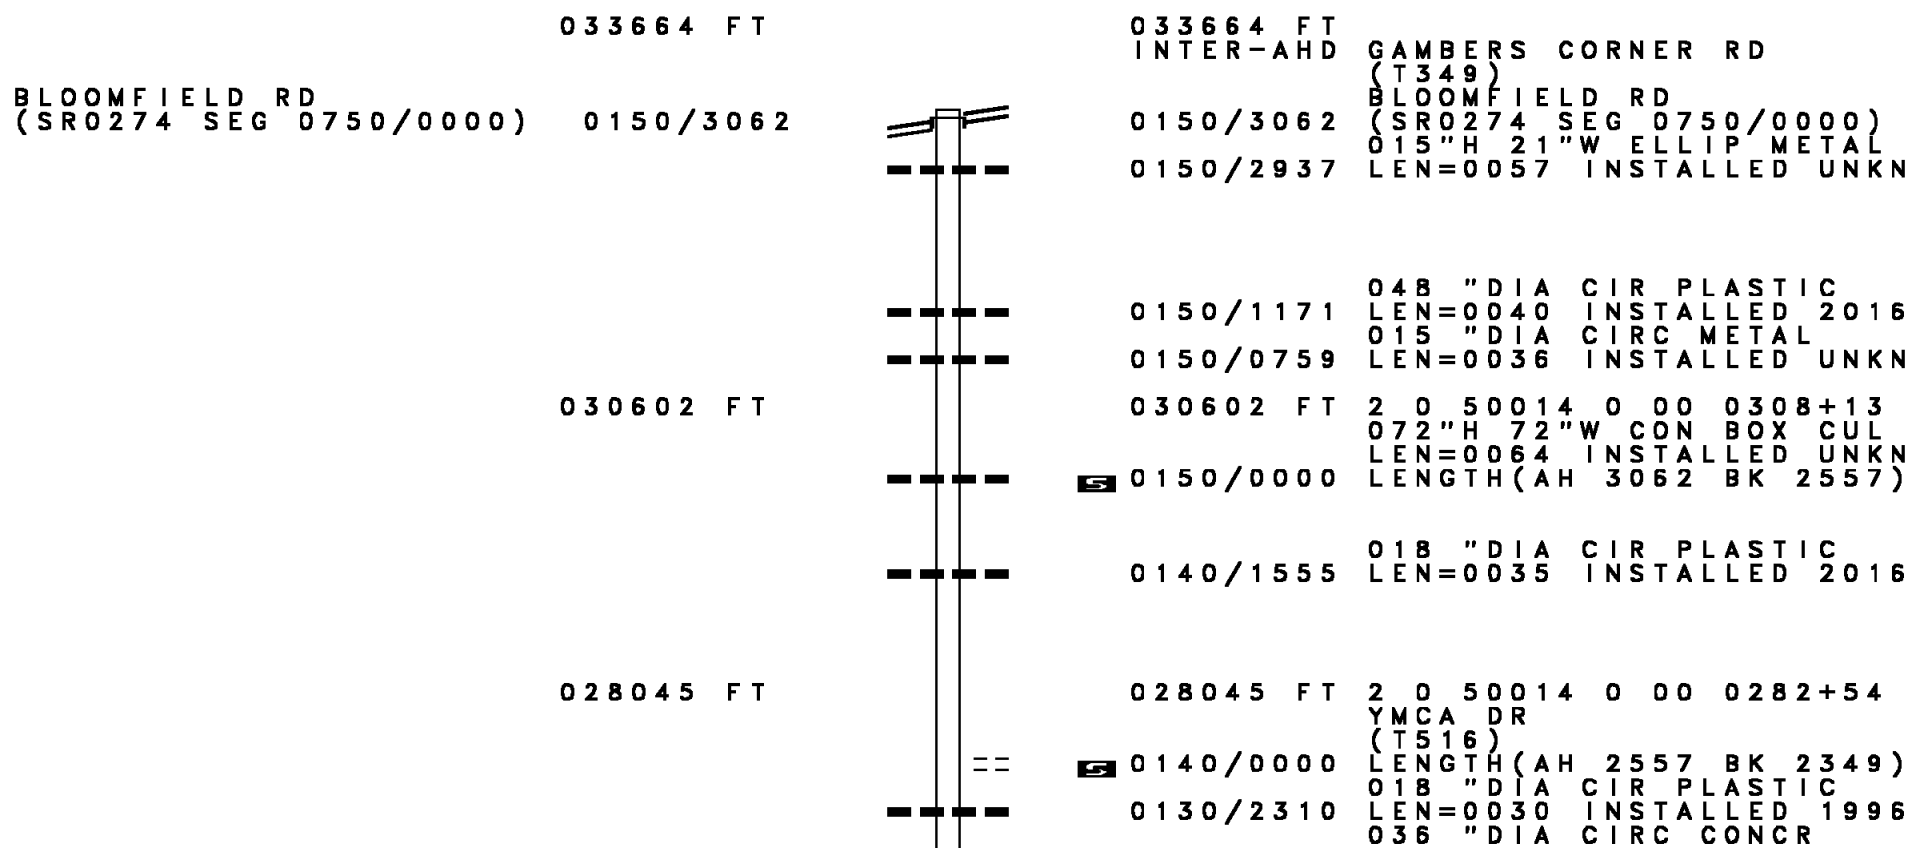 033664 FT 033664 FT
INTER-AHD GAMBERS CORNER RD
(T349)
BLOOMFIELD RD BLOOMFIELD RD
(SR0274 SEG 0750/0000) 0150/3062 0150/3062 (SR0274 SEG 0750/0000)
015"H 21"W ELLIP METAL
0150/2937 LEN=0057 INSTALLED UNKN
048 "DIA CIR PLASTIC
0150/1171 LEN=0040 INSTALLED 2016
015 "DIA CIRC METAL
0150/0759 LEN=0036 INSTALLED UNKN
030602 FT 030602 FT 2 0 50014 0 00 0308+13
072"H 72"W CON BOX CUL
LEN=0064 INSTALLED UNKN
S 0150/0000 LENGTH(AH 3062 BK 2557)
018 "DIA CIR PLASTIC
0140/1555 LEN=0035 INSTALLED 2016
028045 FT 028045 FT 2 0 50014 0 00 0282+54
YMCA DR
(T516)
S 0140/0000 LENGTH(AH 2557 BK 2349)
018 "DIA CIR PLASTIC
0130/2310 LEN=0030 INSTALLED 1996
036 "DIA CIRC CONCR